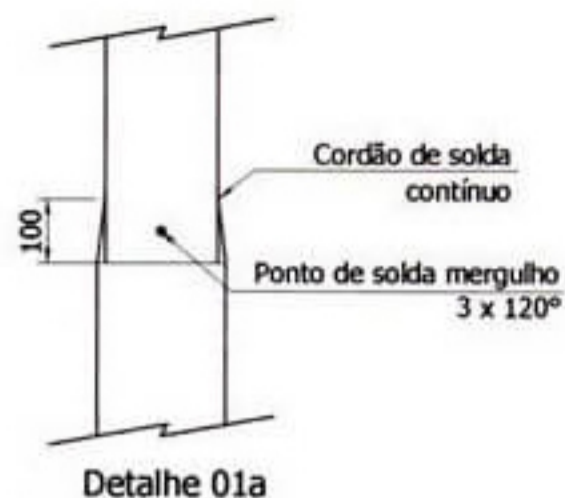 Cordão de solda
contínuo
100
Ponto de solda mergulho
3 x 120°
Detalhe 01a